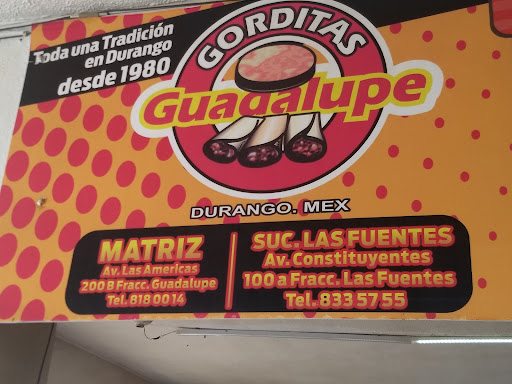 Toda una Tradición
en Durango
desde 1980
GORDITAS
Guadalupe
DURANGO. MEX
MATRIZ
Av. Las Americas
200 B Fracc. Guadalupe
Tel. 818 00 14
SUC. LAS FUENTES
Av. Constituyentes
100 a Fracc. Las Fuentes
Tel. 833 57 55